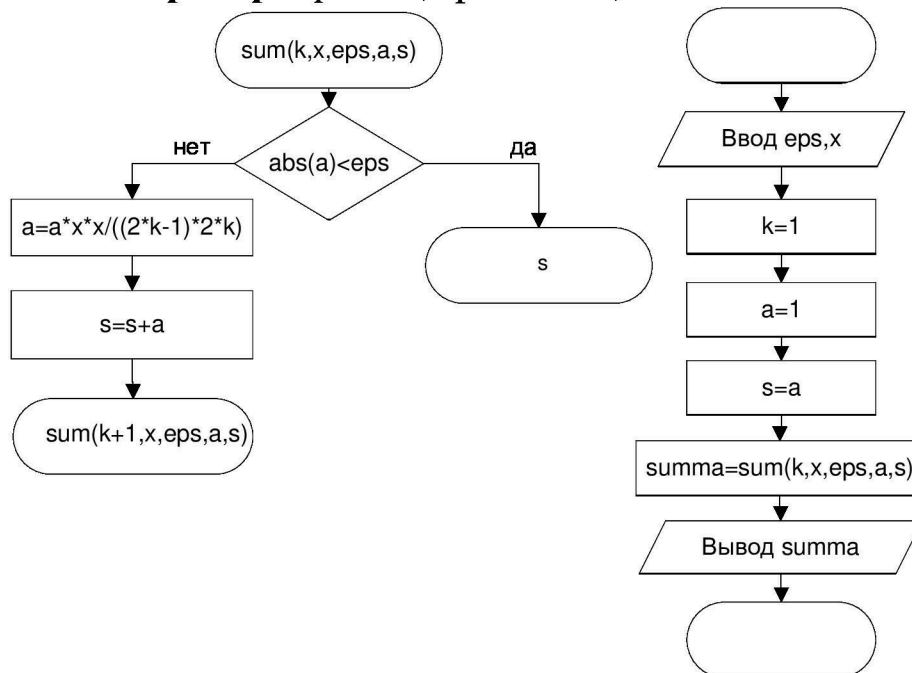 sum(k,x,eps,a,s)
нет
abs(a)<eps
да
a=a*x*x/((2*k-1)*2*k)
s
s=s+a
sum(k+1,x,eps,a,s)
Ввод eps,x
k=1
a=1
s=a
summa=sum(k,x,eps,a,s)
Вывод summa